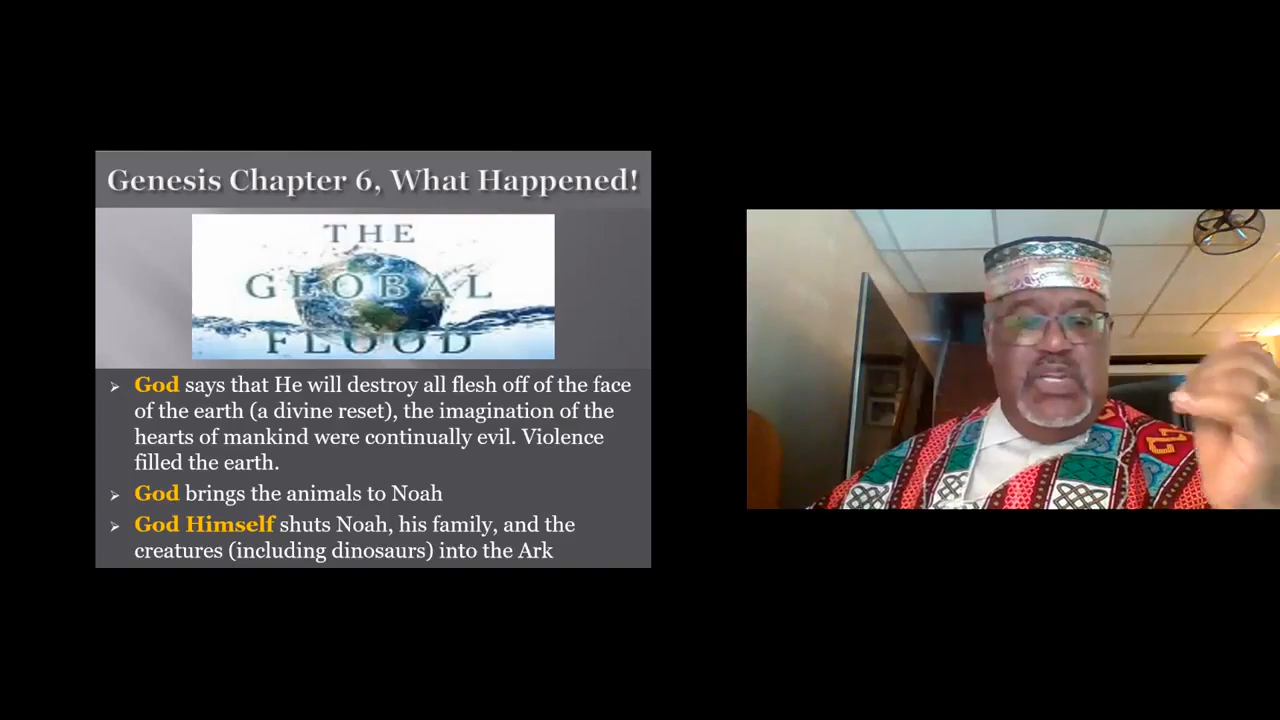 Genesis Chapter 6, What Happened!
THE
GLOBAL
FLOOD
➢ God says that He will destroy all flesh off of the face
of the earth (a divine reset), the imagination of the
hearts of mankind were continually evil. Violence
filled the earth.
➢ God brings the animals to Noah
➢ God Himself shuts Noah, his family, and the
creatures (including dinosaurs) into the Ark